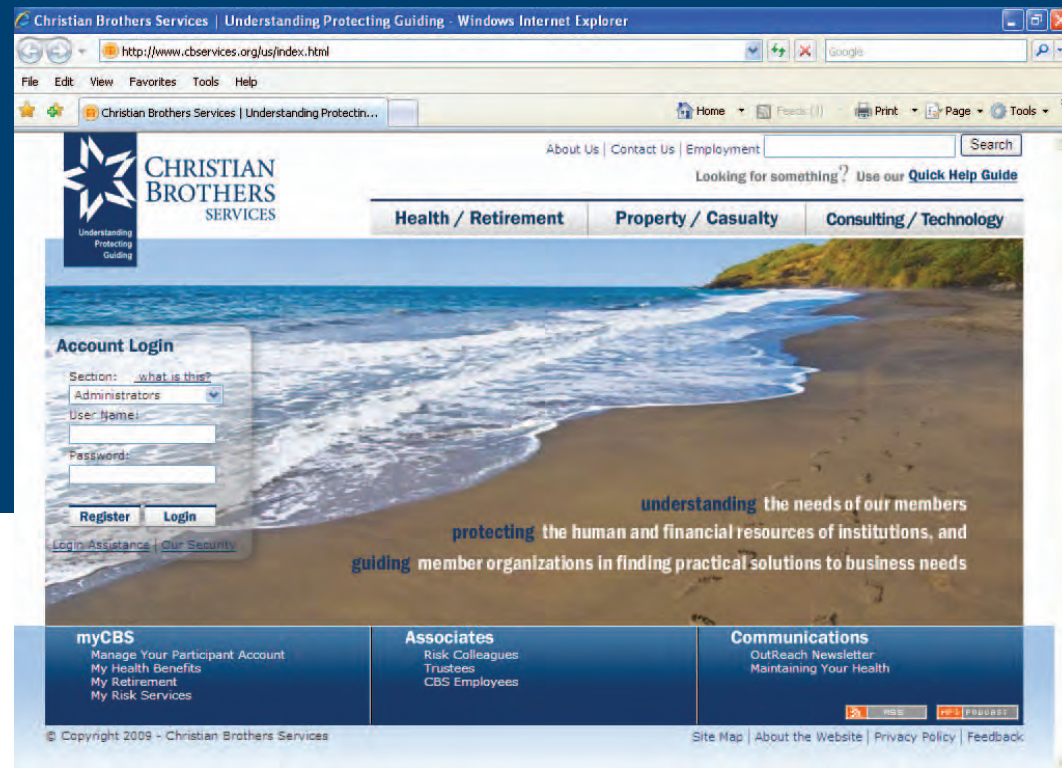 Christian Brothers Services | Understanding Protecting Guiding - Windows Internet Explorer
http://www.cbservices.org/us/index.html
Google
File Edit View Favorites Tools Help
Christian Brothers Services | Understanding Protectin...
Home Feeds (J) Print Page Tools
About Us | Contact Us | Employment Search
Looking for something? Use our Quick Help Guide
CHRISTIAN
BROTHERS
SERVICES
Understanding
Protecting
Guiding
Health / Retirement Property / Casualty Consulting / Technology
Account Login
Section: what is this?
Administrators
User Name:
Password:
Register Login
Login Assistance | Our Security
understanding the needs of our members
protecting the human and financial resources of institutions, and
guiding member organizations in finding practical solutions to business needs
myCBS
Manage Your Participant Account
My Health Benefits
My Retirement
My Risk Services
Associates
Risk Colleagues
Trustees
CBS Employees
Communications
OutReach Newsletter
Maintaining Your Health
RSS MP3 PODCAST
© Copyright 2009 - Christian Brothers Services
Site Map | About the Website | Privacy Policy | Feedback